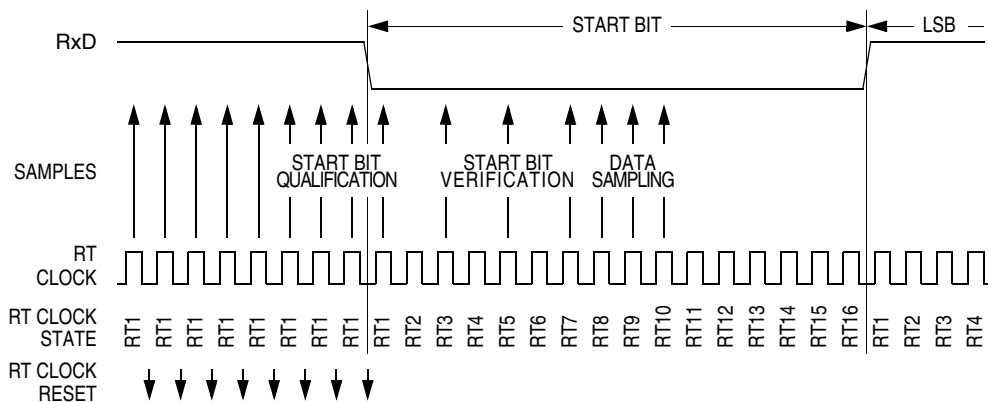 START BIT
LSB
RxD
SAMPLES
START BIT
QUALIFICATION
START BIT
VERIFICATION
DATA
SAMPLING
RT
CLOCK
RT CLOCK
STATE
RT1 RT1 RT1 RT1 RT1 RT1 RT1 RT1 RT1 RT2 RT3 RT4 RT5 RT6 RT7 RT8 RT9 RT10 RT11 RT12 RT13 RT14 RT15 RT16 RT1 RT2 RT3 RT4
RT CLOCK
RESET